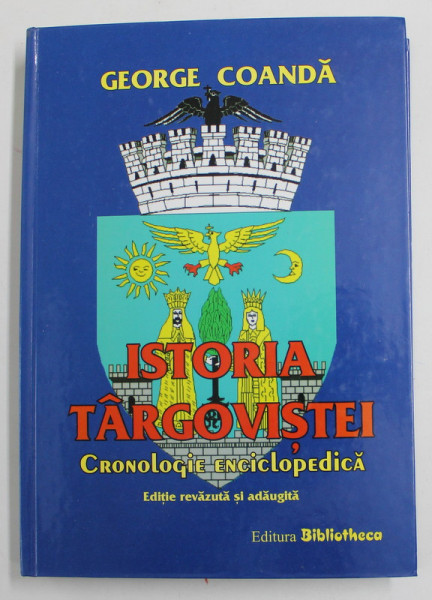 GEORGE COANDĂ
ISTORIA
TÂRGOVIȘTEI
CRONOLOGIE ENCICLOPEDICĂ
Ediție revăzută și adăugită
Editura Bibliotheca